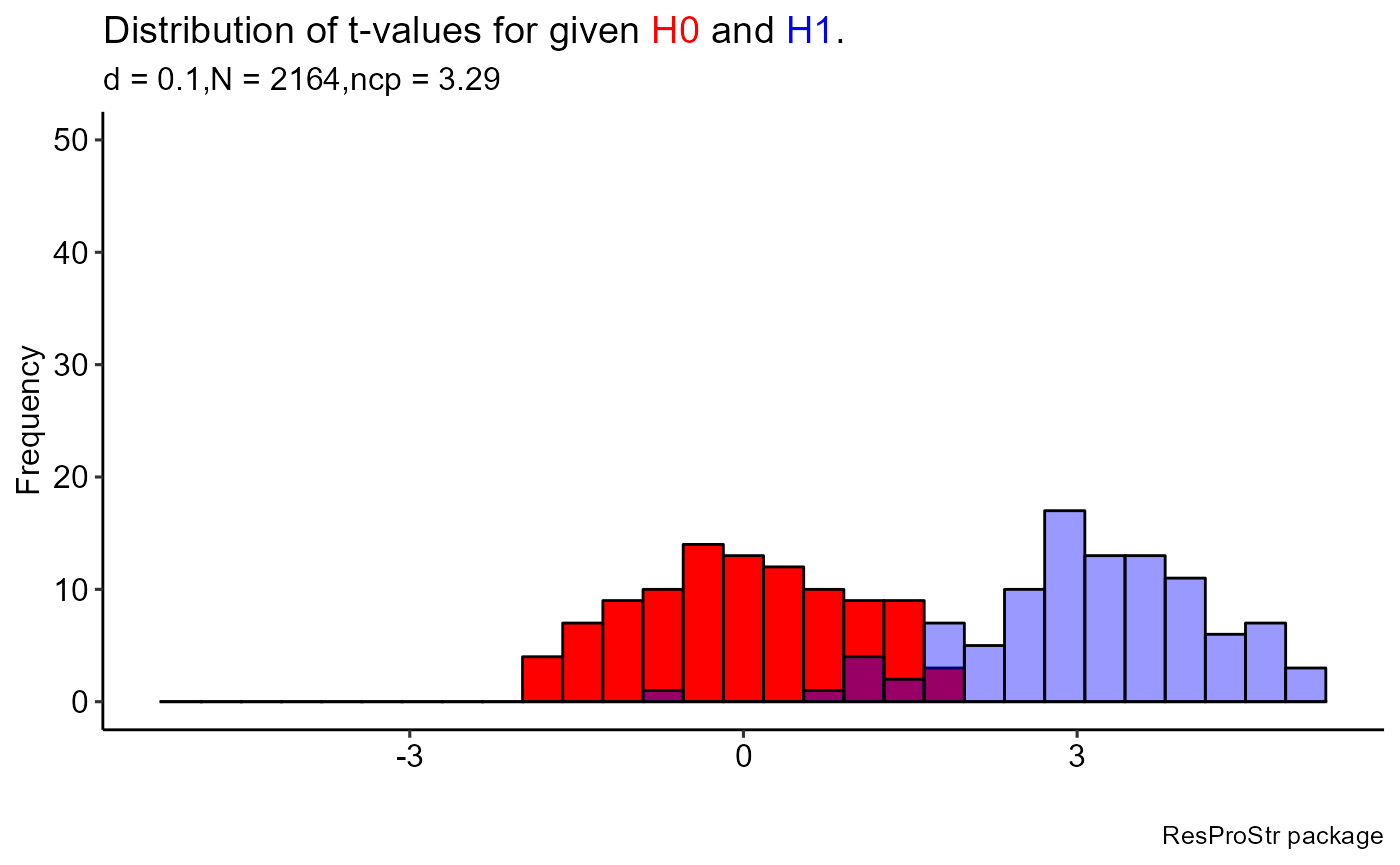 Distribution of t-values for given H0 and H1.
d = 0.1,N = 2164,ncp = 3.29
50
40
30
20
10
0
Frequency
-3 0 3
ResProStr package